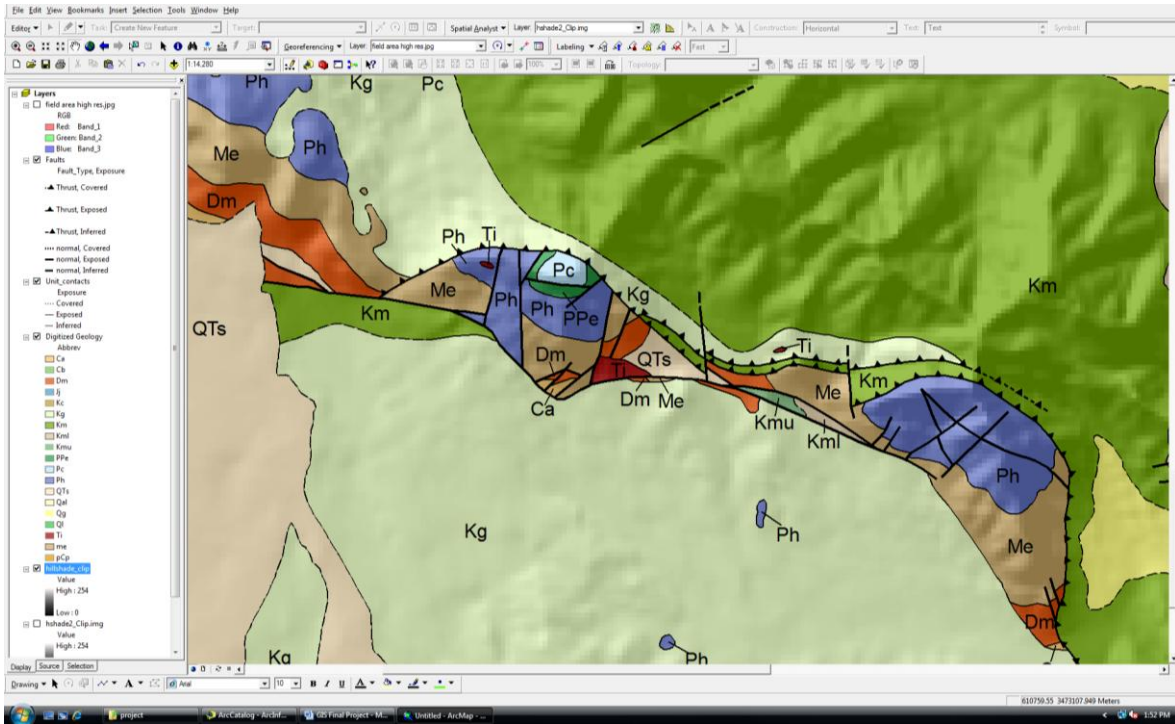 File Edit View Bookmarks Insert Selection Tools Window Help
Editor Task: Create New Feature Target: Spatial Analyst Layer: hshade2_Clip.img Construction: Horizontal Text: Text Symbol:
Georeferencing Layer: field area high res.jpg Labeling Fast
1:14,280 100% Topology:
Layers
field area high res.jpg
RGB
Red: Band_1
Green: Band_2
Blue: Band_3
Faults
Fault_Type, Exposure
Thrust, Covered
Thrust, Exposed
Thrust, Inferred
normal, Covered
normal, Exposed
normal, Inferred
Unit_contacts
Exposure
Covered
Exposed
Inferred
Digitized Geology
Abbrev
Ca
Cb
Dm
Jj
Kc
Kg
Km
Kml
Kmu
PPe
Pc
Ph
QTs
Qal
Qg
Ql
Ti
me
pCp
hillshade_clip
Value
High : 254
Low : 0
hshade2_Clip.img
Value
High : 254
Display Source Selection
Ph Kg Pc
Me Ph
Dm
Ph Ti
Pc
Me Ph Kg Km
QTs Km Ph PPe
Ti
Dm QTs
Ti Me Km
Ca Dm Me
Kmu
Kml
Ph
Kg
Ph
Me
Dm
Kg Ph
Drawing Arial 10 B I U A
610759.55 3473107.949 Meters
project ArcCatalog - ArcInf... GIS Final Project - M... Untitled - ArcMap - ... 1:52 PM